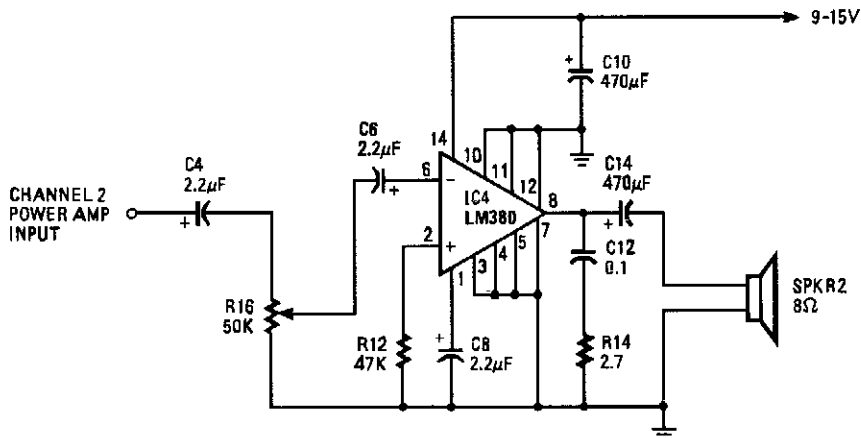 9-15V
C10
470µF
14
10
11
12
C6
2.2µF
6
−
C4
2.2µF
+
CHANNEL 2
POWER AMP
INPUT
IC4
LM380
8
7
C14
470µF
+
2
+
1
3
4
5
C12
0.1
SPKR2
8Ω
R16
50K
R12
47K
+
C8
2.2µF
R14
2.7
+
+